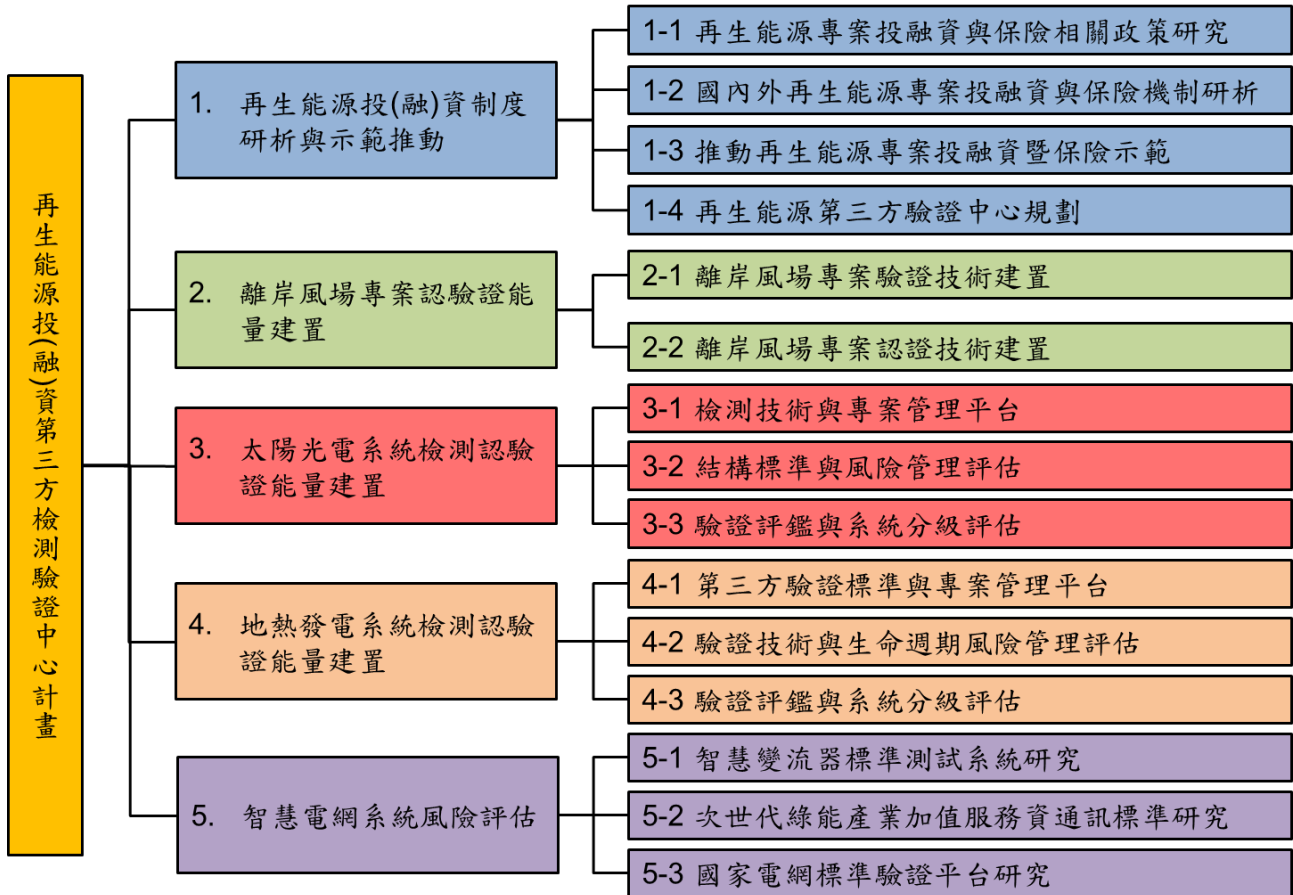 再生能源投(融)資第三方檢測驗證中心計畫
1. 再生能源投(融)資制度
研析與示範推動
1-1 再生能源專案投融資與保險相關政策研究
1-2 國內外再生能源專案投融資與保險機制研析
1-3 推動再生能源專案投融資暨保險示範
1-4 再生能源第三方驗證中心規劃
2. 離岸風場專案認驗證能
量建置
2-1 離岸風場專案驗證技術建置
2-2 離岸風場專案認證技術建置
3. 太陽光電系統檢測認驗
證能量建置
3-1 檢測技術與專案管理平台
3-2 結構標準與風險管理評估
3-3 驗證評鑑與系統分級評估
4. 地熱發電系統檢測認驗
證能量建置
4-1 第三方驗證標準與專案管理平台
4-2 驗證技術與生命週期風險管理評估
4-3 驗證評鑑與系統分級評估
5. 智慧電網系統風險評估
5-1 智慧變流器標準測試系統研究
5-2 次世代綠能產業加值服務資通訊標準研究
5-3 國家電網標準驗證平台研究